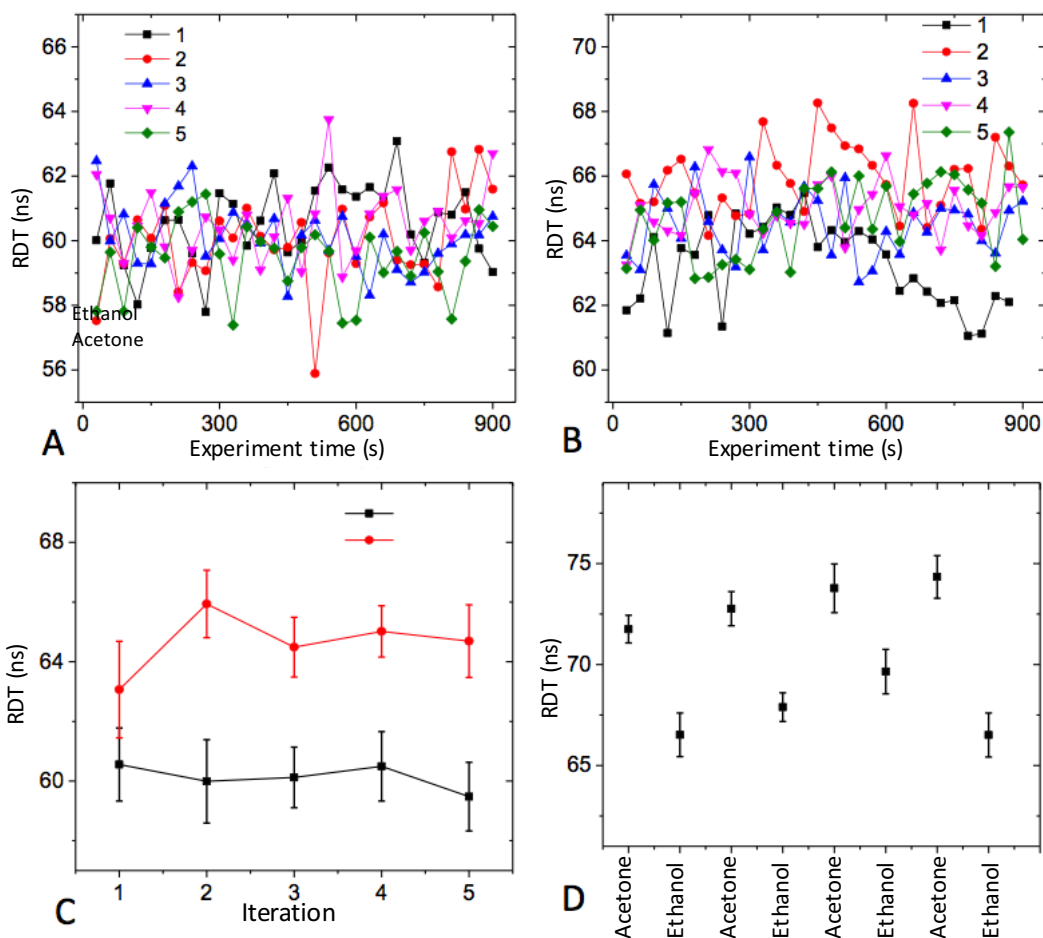 66
64
62
60
58
56
RDT (ns)
1
2
3
4
5
Ethanol
Acetone
0
300
600
900
A
Experiment time (s)
70
68
66
64
62
60
RDT (ns)
1
2
3
4
5
0
300
600
900
B
Experiment time (s)
68
64
60
RDT (ns)
1
2
3
4
5
C
Iteration
75
70
65
RDT (ns)
D
Acetone
Ethanol
Acetone
Ethanol
Acetone
Ethanol
Acetone
Ethanol